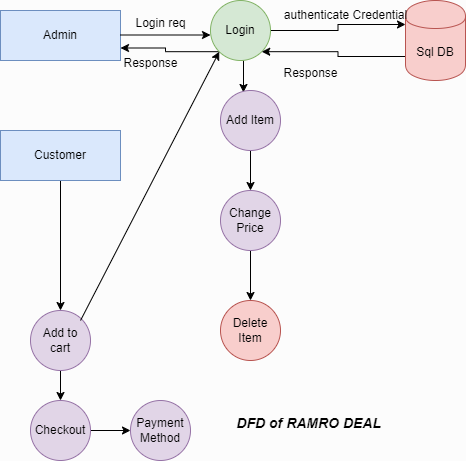 Admin
Login req
Login
authenticate Credential
Sql DB
Response
Response
Add Item
Customer
Change
Price
Add to
cart
Delete
Item
Checkout
Payment
Method
DFD of RAMRO DEAL